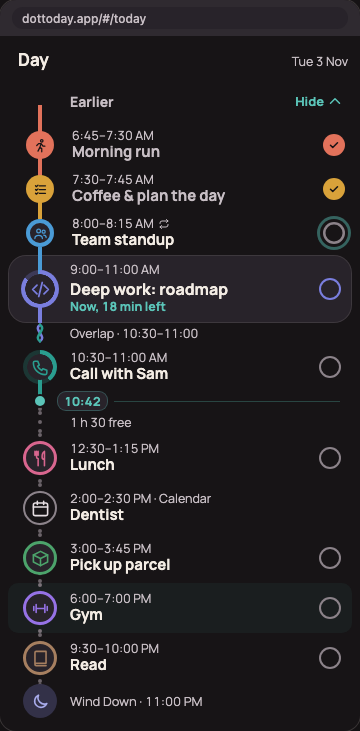 dottoday.app/#/today
Day
Tue 3 Nov
Earlier
Hide
6:45–7:30 AM
Morning run
7:30–7:45 AM
Coffee & plan the day
8:00–8:15 AM
Team standup
9:00–11:00 AM
Deep work: roadmap
Now, 18 min left
Overlap · 10:30–11:00
10:30–11:00 AM
Call with Sam
10:42
1 h 30 free
12:30–1:15 PM
Lunch
2:00–2:30 PM · Calendar
Dentist
3:00–3:45 PM
Pick up parcel
6:00–7:00 PM
Gym
9:30–10:00 PM
Read
Wind Down · 11:00 PM